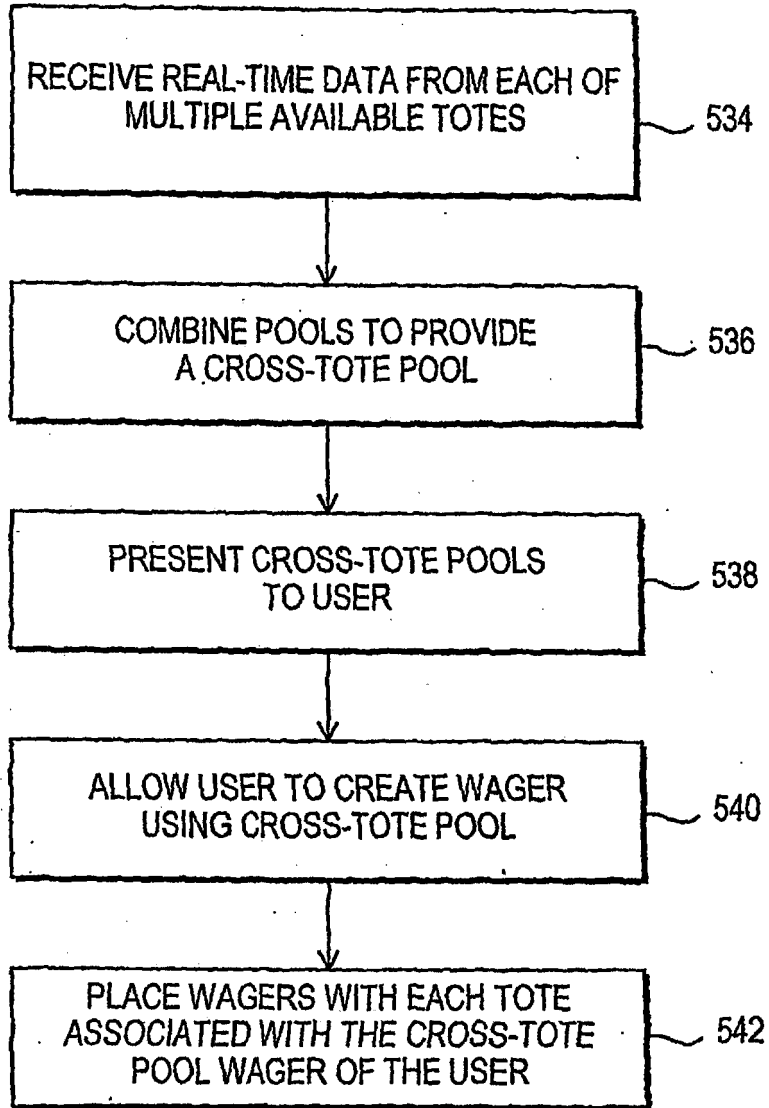 RECEIVE REAL-TIME DATA FROM EACH OF
MULTIPLE AVAILABLE TOTES
534
COMBINE POOLS TO PROVIDE
A CROSS-TOTE POOL
536
PRESENT CROSS-TOTE POOLS
TO USER
538
ALLOW USER TO CREATE WAGER
USING CROSS-TOTE POOL
540
PLACE WAGERS WITH EACH TOTE
ASSOCIATED WITH THE CROSS-TOTE
POOL WAGER OF THE USER
542